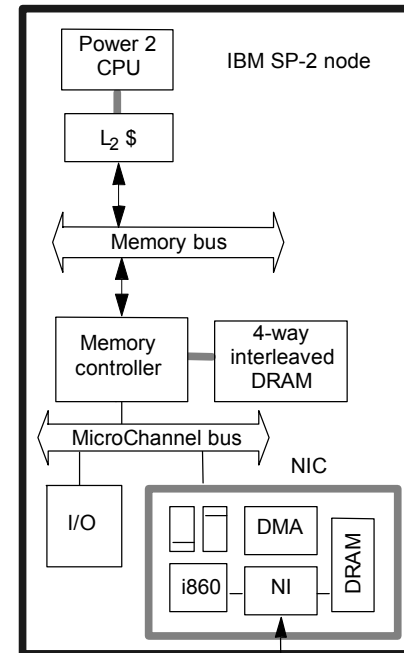 Power 2
CPU
IBM SP-2 node
L2 $
Memory bus
Memory
controller
4-way
interleaved
DRAM
MicroChannel bus
NIC
I/O
DMA
DRAM
i860
NI